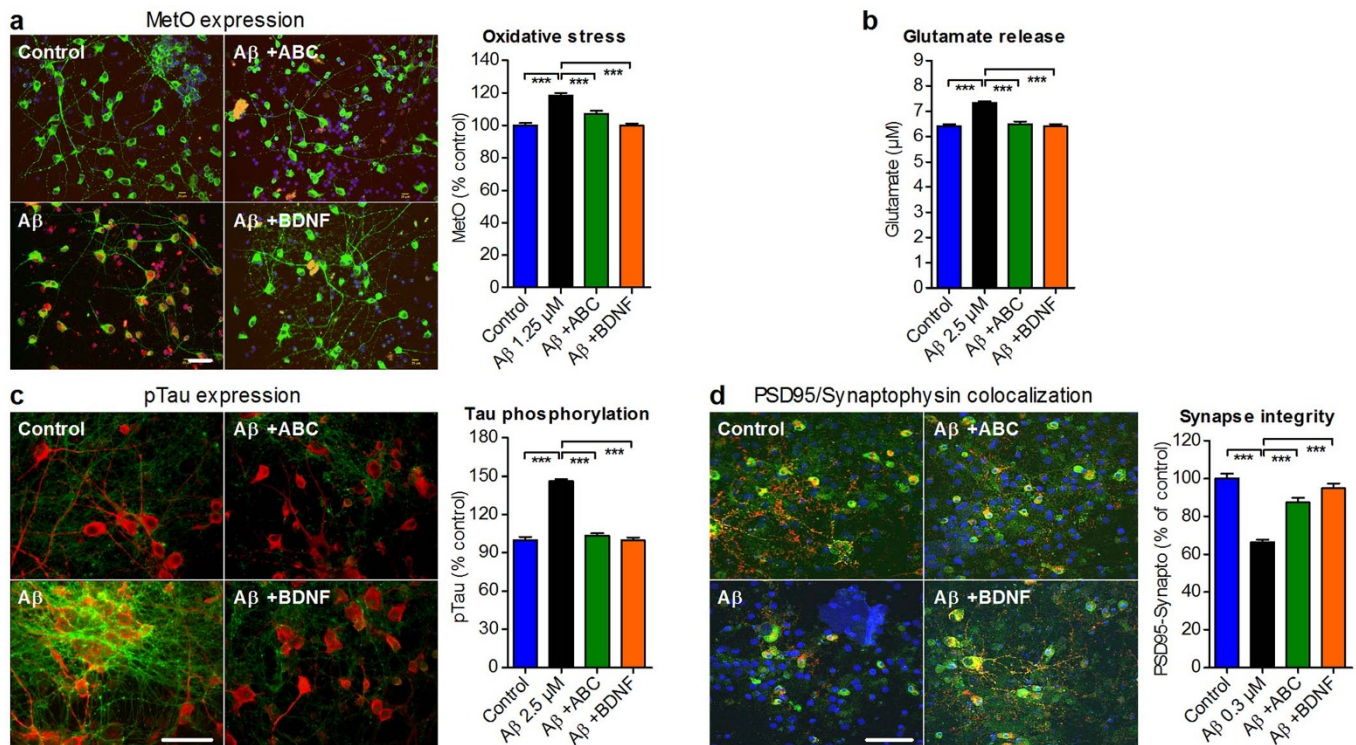 a
MetO expression
Control
Aβ +ABC
Aβ
Aβ +BDNF
Oxidative stress
MetO (% control)
140
120
100
80
60
40
20
0
***
***
***
Control
Aβ 1.25 µM
Aβ +ABC
Aβ +BDNF
b
Glutamate release
Glutamate (µM)
9
8
7
6
5
4
3
2
1
0
***
***
***
Control
Aβ 2.5 µM
Aβ +ABC
Aβ +BDNF
c
pTau expression
Control
Aβ +ABC
Aβ
Aβ +BDNF
Tau phosphorylation
pTau (% control)
180
150
120
90
60
30
0
***
***
***
Control
Aβ 2.5 µM
Aβ +ABC
Aβ +BDNF
d
PSD95/Synaptophysin colocalization
Control
Aβ +ABC
Aβ
Aβ +BDNF
Synapse integrity
PSD95-Synapto (% of control)
120
100
80
60
40
20
0
***
***
***
Control
Aβ 0.3 µM
Aβ +ABC
Aβ +BDNF